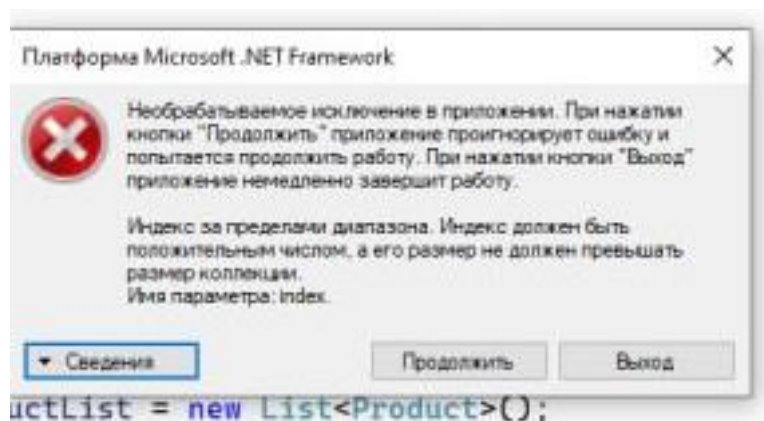 Платформа Microsoft .NET Framework
Необрабатываемое исключение в приложении. При нажатии
кнопки "Продолжить" приложение проигнорирует ошибку и
попытается продолжить работу. При нажатии кнопки "Выход"
приложение немедленно завершит работу.
Индекс за пределами диапазона. Индекс должен быть
положительным числом, а его размер не должен превышать
размер коллекции.
Имя параметра: index.
Сведения
Продолжить
Выход
uctList = new List<Product>();